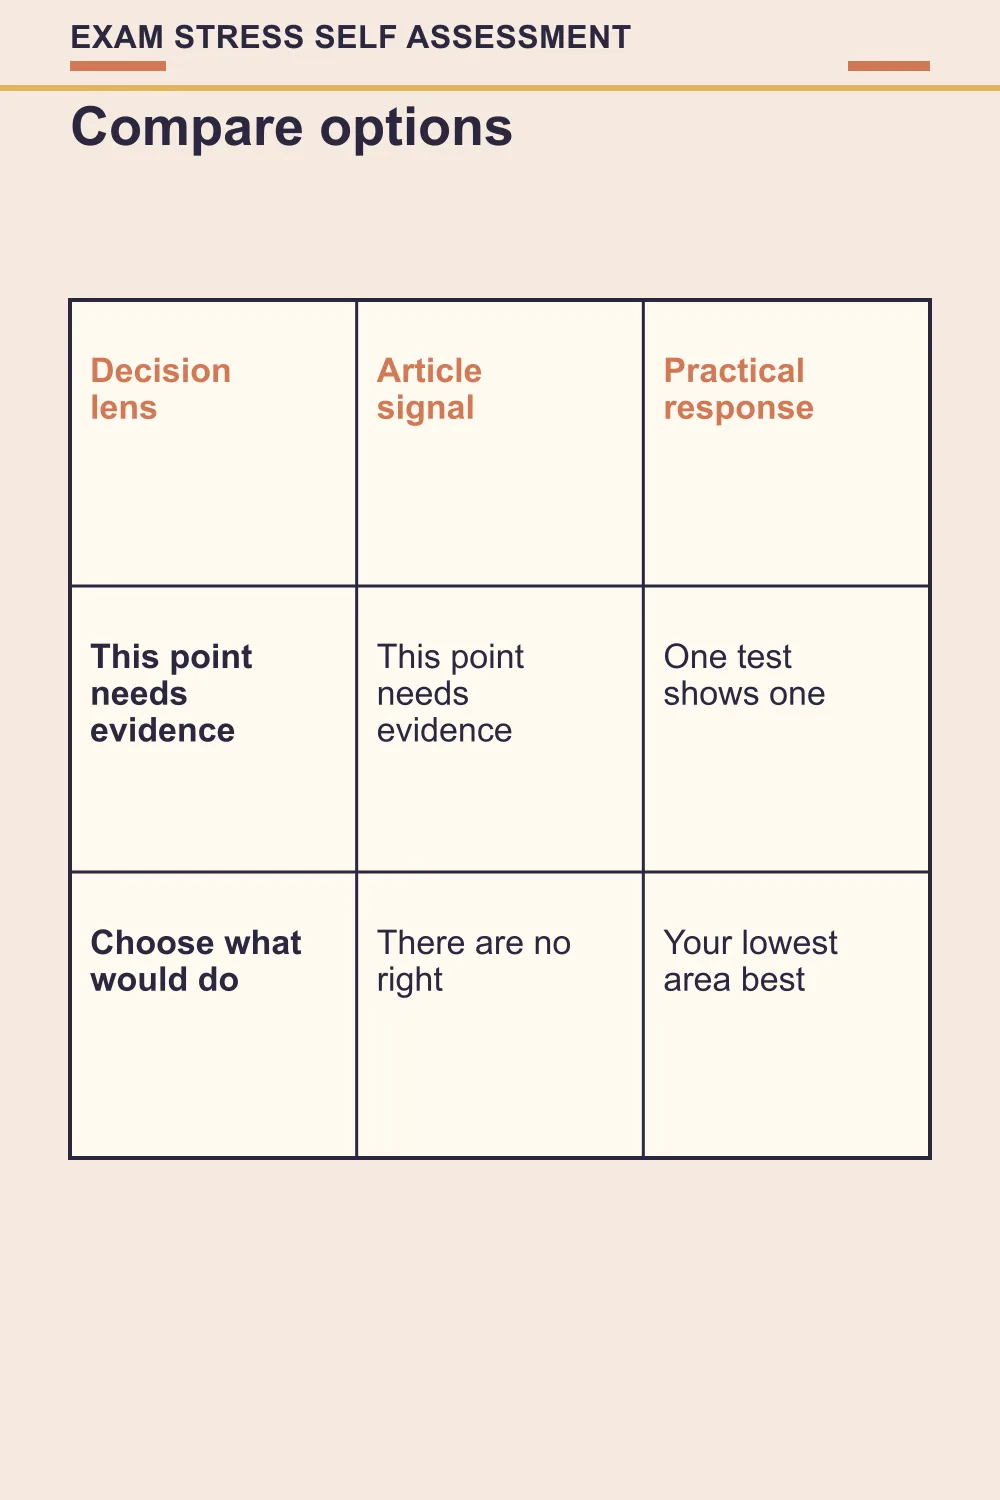 EXAM STRESS SELF ASSESSMENT
Compare options
Decision
lens
Article
signal
Practical
response
This point
needs
evidence
This point
needs
evidence
One test
shows one
Choose what
would do
There are no
right
Your lowest
area best